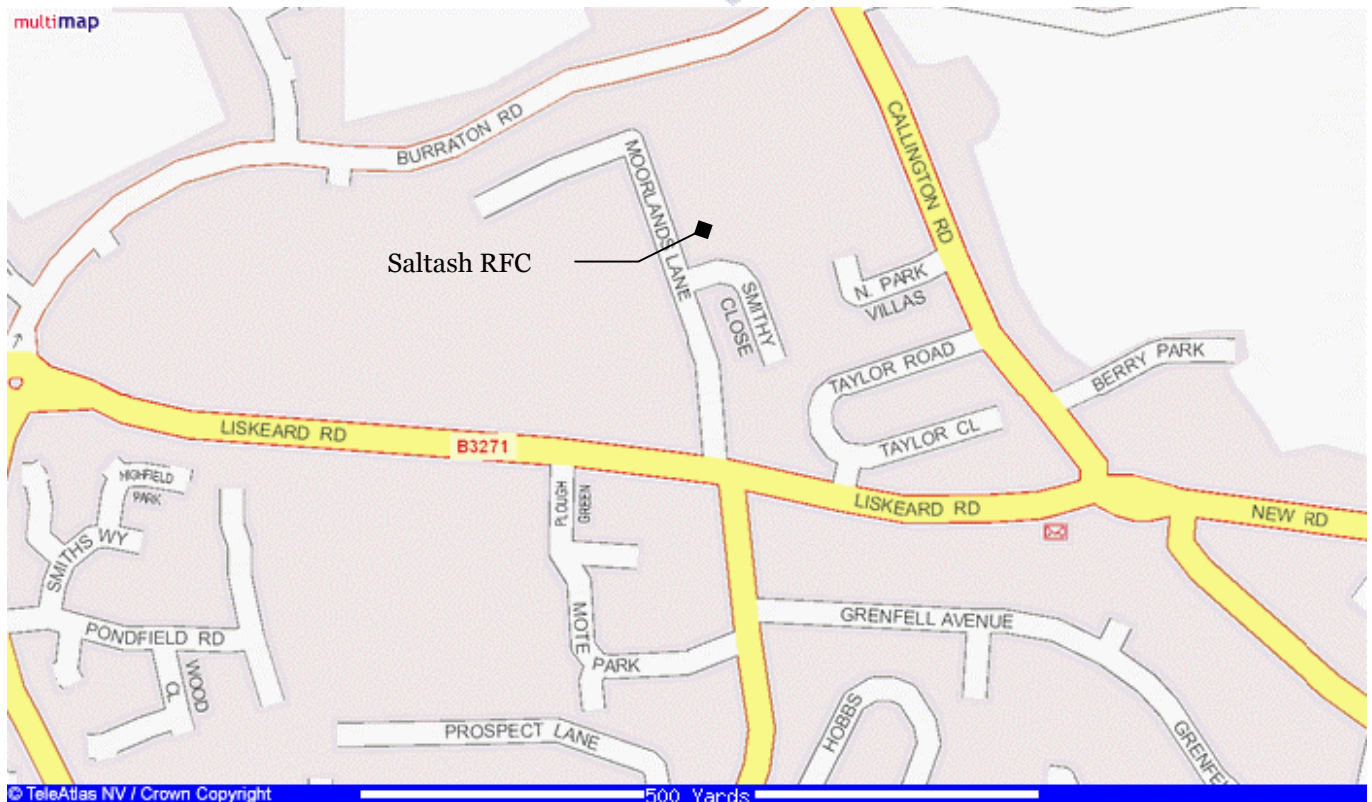 multimap
BURRATON RD
MOORLANDS LANE
CALLINGTON RD
Saltash RFC
SMITHY
CLOSE
N. PARK
VILLAS
TAYLOR ROAD
BERRY PARK
TAYLOR CL
LISKEARD RD
B3271
LISKEARD RD
NEW RD
HIGHFIELD
PARK
PLOUGH
GREEN
SMITHS WY
MOTE
PARK
GRENFELL AVENUE
PONDFIELD RD
WOOD
CL
PROSPECT LANE
HOBBS
GRENFE
© TeleAtlas NV / Crown Copyright
500 Yards